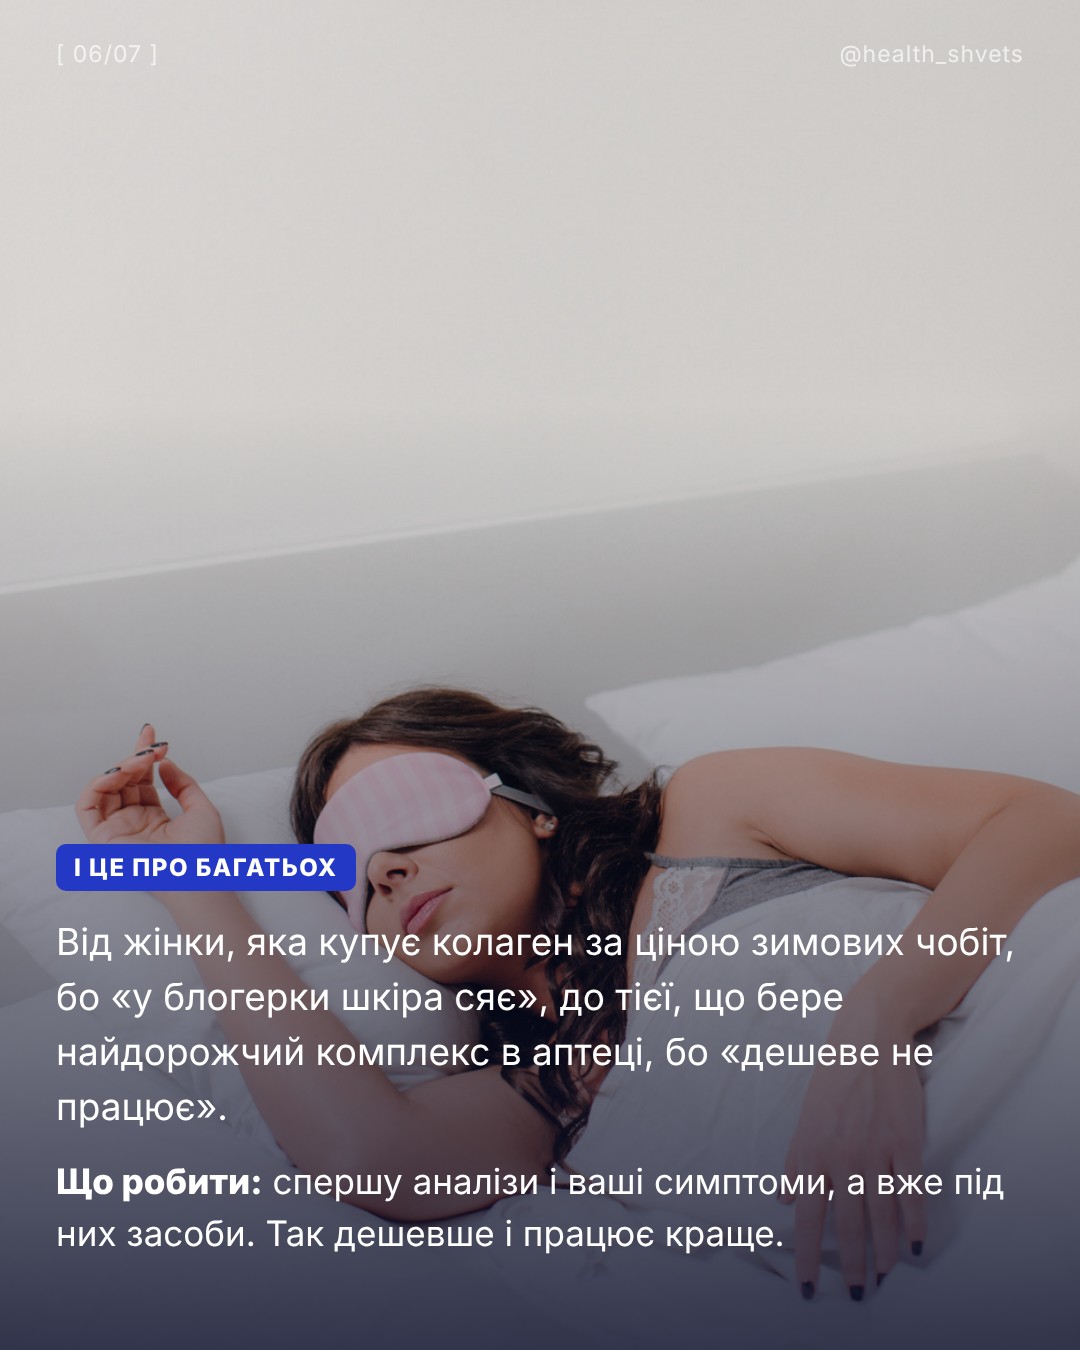 [ 06/07 ]
@health_shvets
І ЦЕ ПРО БАГАТЬОХ
Від жінки, яка купує колаген за ціною зимових чобіт,
бо «у блогерки шкіра сяє», до тієї, що бере
найдорожчий комплекс в аптеці, бо «дешеве не
працює».
Що робити: спершу аналізи і ваші симптоми, а вже під
них засоби. Так дешевше і працює краще.